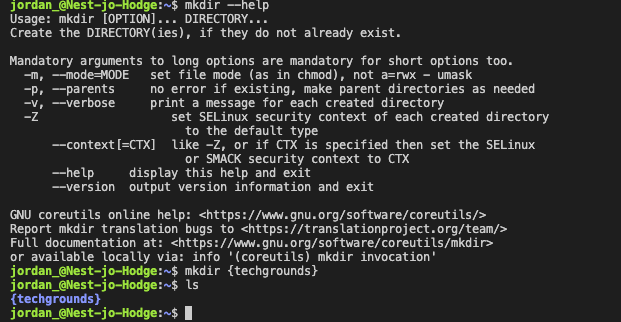 jordan_@Nest-jo-Hodge:~$ mkdir --help
Usage: mkdir [OPTION]... DIRECTORY...
Create the DIRECTORY(ies), if they do not already exist.

Mandatory arguments to long options are mandatory for short options too.
  -m, --mode=MODE   set file mode (as in chmod), not a=rwx - umask
  -p, --parents     no error if existing, make parent directories as needed
  -v, --verbose     print a message for each created directory
  -Z                   set SELinux security context of each created directory
                         to the default type
      --context[=CTX]  like -Z, or if CTX is specified then set the SELinux
                         or SMACK security context to CTX
      --help     display this help and exit
      --version  output version information and exit

GNU coreutils online help: <https://www.gnu.org/software/coreutils/>
Report mkdir translation bugs to <https://translationproject.org/team/>
Full documentation at: <https://www.gnu.org/software/coreutils/mkdir>
or available locally via: info '(coreutils) mkdir invocation'
jordan_@Nest-jo-Hodge:~$ mkdir {techgrounds}
jordan_@Nest-jo-Hodge:~$ ls
{techgrounds}
jordan_@Nest-jo-Hodge:~$